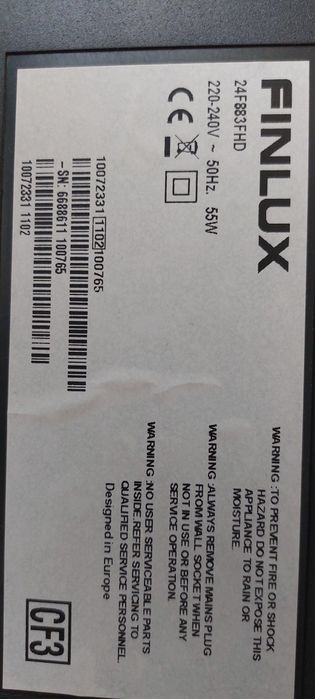 FINLUX
24F883FHD
220-240V ~ 50Hz. 55W
CE
100723311102100765
-SN: 6688611 100765
10072331 1102
WARNING :TO PREVENT FIRE OR SHOCK
HAZARD DO NOT EXPOSE THIS
APPLIANCE TO RAIN OR
MOISTURE.
WARNING :ALWAYS REMOVE MAINS PLUG
FROM WALL SOCKET WHEN
NOT IN USE OR BEFORE ANY
SERVICE OPERATION.
WARNING :NO USER SERVICEABLE PARTS
INSIDE.REFER SERVICING TO
QUALIFIED SERVICE PERSONNEL.
Designed in Europe
CF3